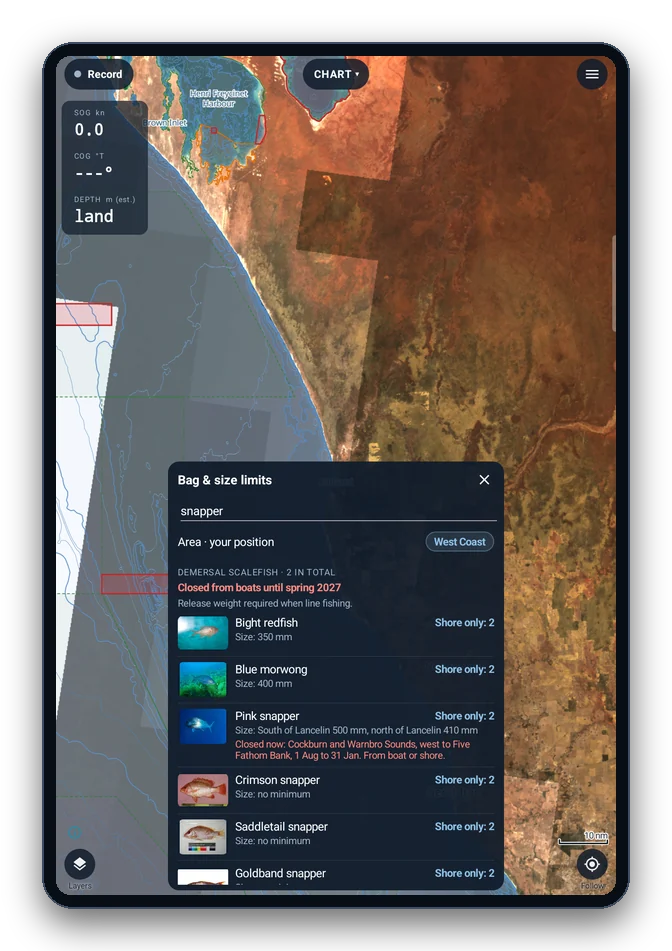 Record
CHART ▾
Henri Freycinet
Harbour
Brown Inlet
SOG kn
0.0
COG °T
---°
DEPTH m (est.)
land
Bag & size limits
snapper
Area · your position
West Coast
DEMERSAL SCALEFISH · 2 IN TOTAL
Closed from boats until spring 2027
Release weight required when line fishing.
Bight redfish
Shore only: 2
Size: 350 mm
Blue morwong
Shore only: 2
Size: 400 mm
Pink snapper
Shore only: 2
Size: South of Lancelin 500 mm, north of Lancelin 410 mm
Closed now: Cockburn and Warnbro Sounds, west to Five
Fathom Bank, 1 Aug to 31 Jan. From boat or shore.
Crimson snapper
Shore only: 2
Size: no minimum
Saddletail snapper
Shore only: 2
Size: no minimum
Goldband snapper
Shore only: 2
10 nm
Layers
Follow